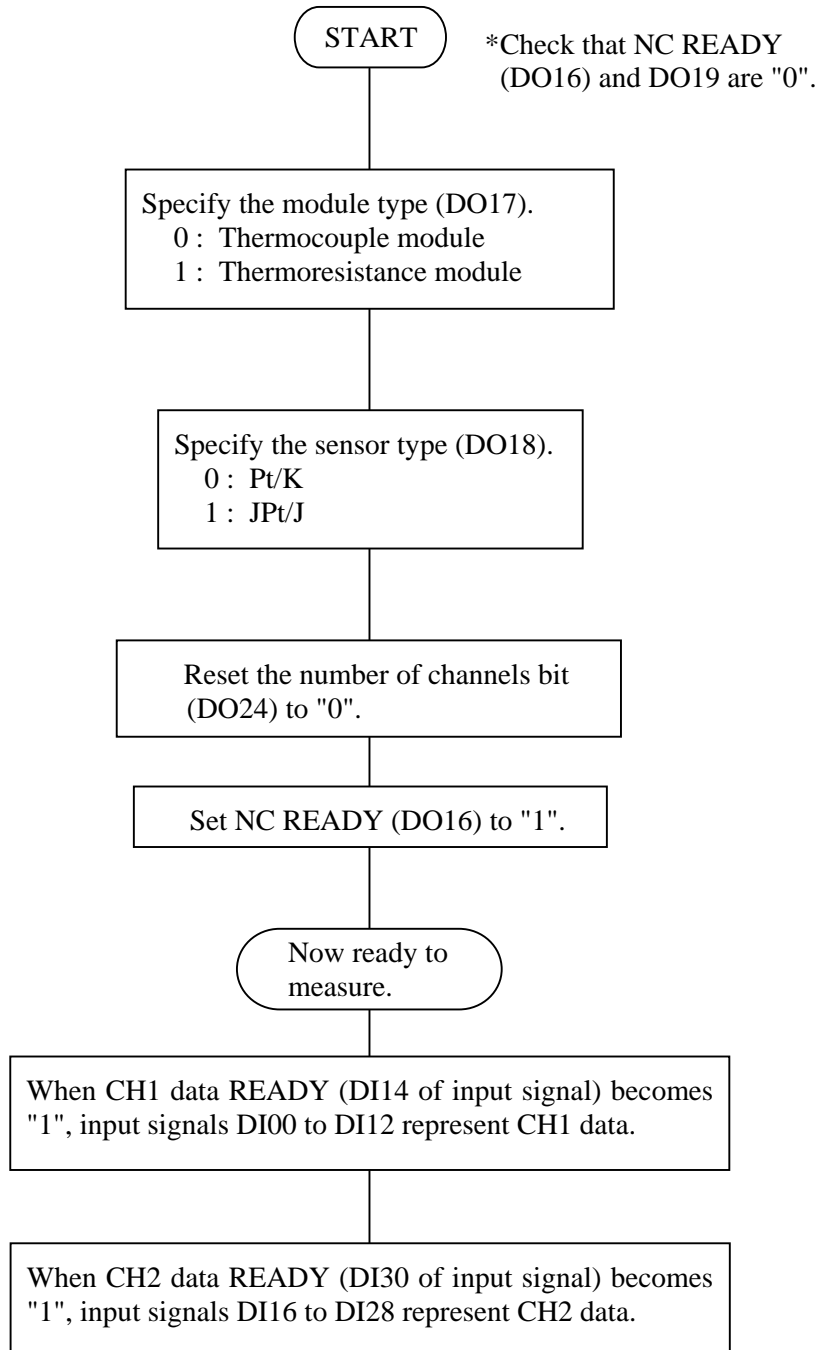 START
*Check that NC READY
(DO16) and DO19 are "0".
Specify the module type (DO17).
0 : Thermocouple module
1 : Thermoresistance module
Specify the sensor type (DO18).
0 : Pt/K
1 : JPt/J
Reset the number of channels bit
(DO24) to "0".
Set NC READY (DO16) to "1".
Now ready to
measure.
When CH1 data READY (DI14 of input signal) becomes
"1", input signals DI00 to DI12 represent CH1 data.
When CH2 data READY (DI30 of input signal) becomes
"1", input signals DI16 to DI28 represent CH2 data.